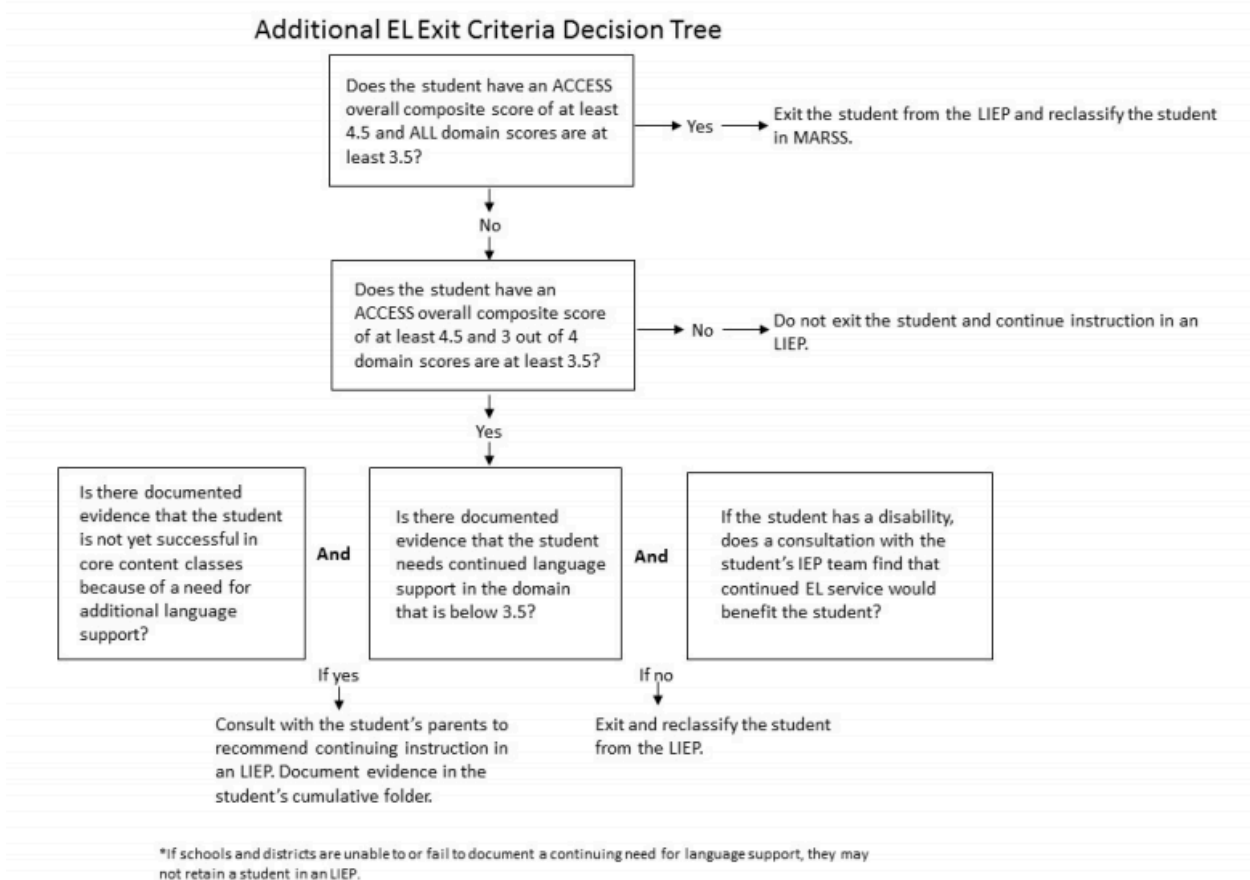 Additional EL Exit Criteria Decision Tree
Does the student have an ACCESS
overall composite score of at least
4.5 and ALL domain scores are at
least 3.5?
Yes
Exit the student from the LIEP and reclassify the student
in MARSS.
No
Does the student have an
ACCESS overall composite score
of at least 4.5 and 3 out of 4
domain scores are at least 3.5?
No
Do not exit the student and continue instruction in an
LIEP.
Yes
Is there documented
evidence that the student
is not yet successful in
core content classes
because of a need for
additional language
support?
And
Is there documented
evidence that the student
needs continued language
support in the domain
that is below 3.5?
And
If the student has a disability,
does a consultation with the
student's IEP team find that
continued EL service would
benefit the student?
If yes
Consult with the student's parents to
recommend continuing instruction in
an LIEP. Document evidence in the
student's cumulative folder.
If no
Exit and reclassify the student
from the LIEP.
*If schools and districts are unable to or fail to document a continuing need for language support, they may
not retain a student in an LIEP.